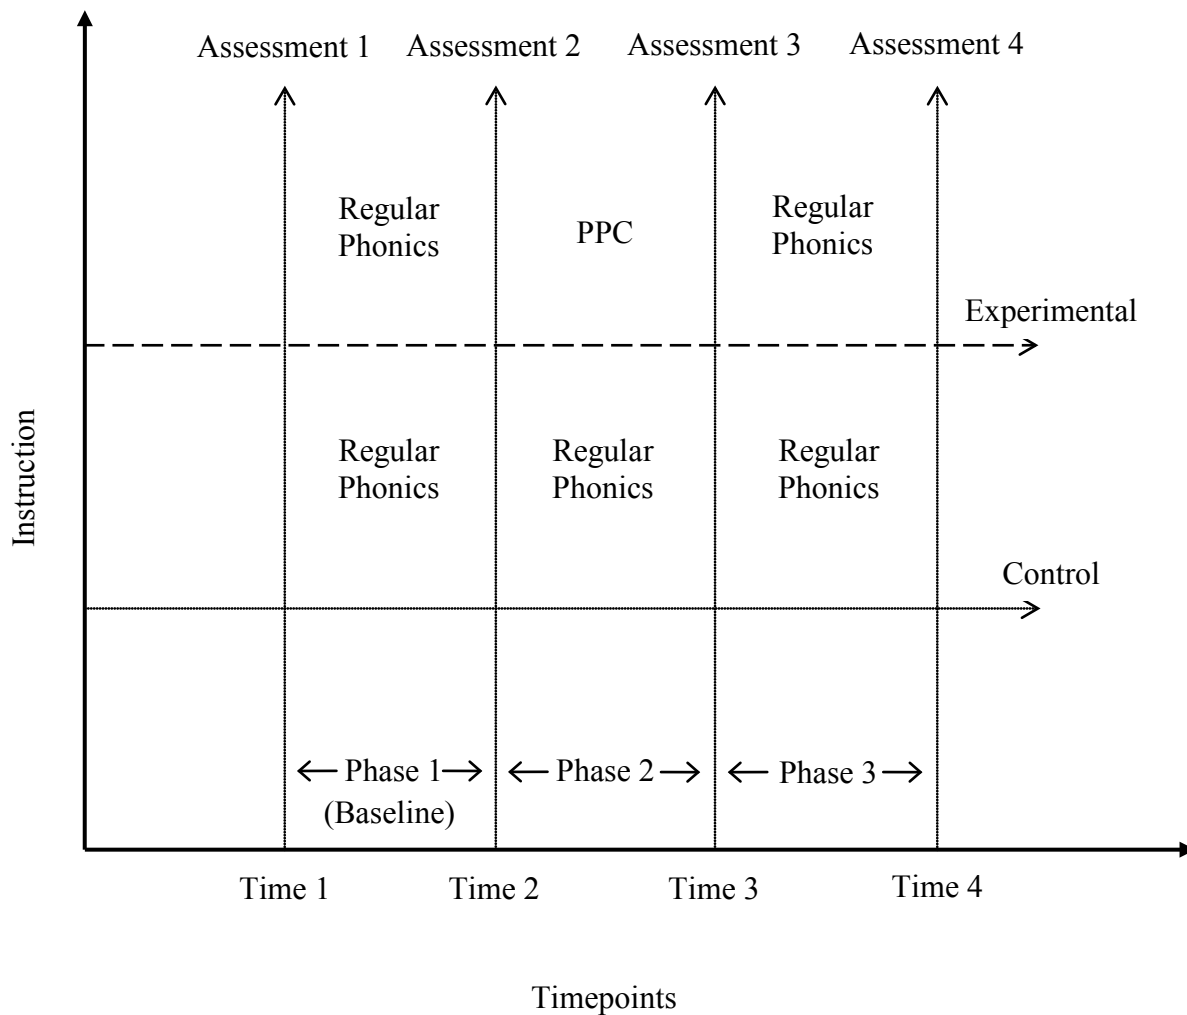 Assessment 1
Assessment 2
Assessment 3
Assessment 4
Regular
Phonics
PPC
Regular
Phonics
Experimental
Instruction
Regular
Phonics
Regular
Phonics
Regular
Phonics
Control
Phase 1
(Baseline)
Phase 2
Phase 3
Time 1
Time 2
Time 3
Time 4
Timepoints